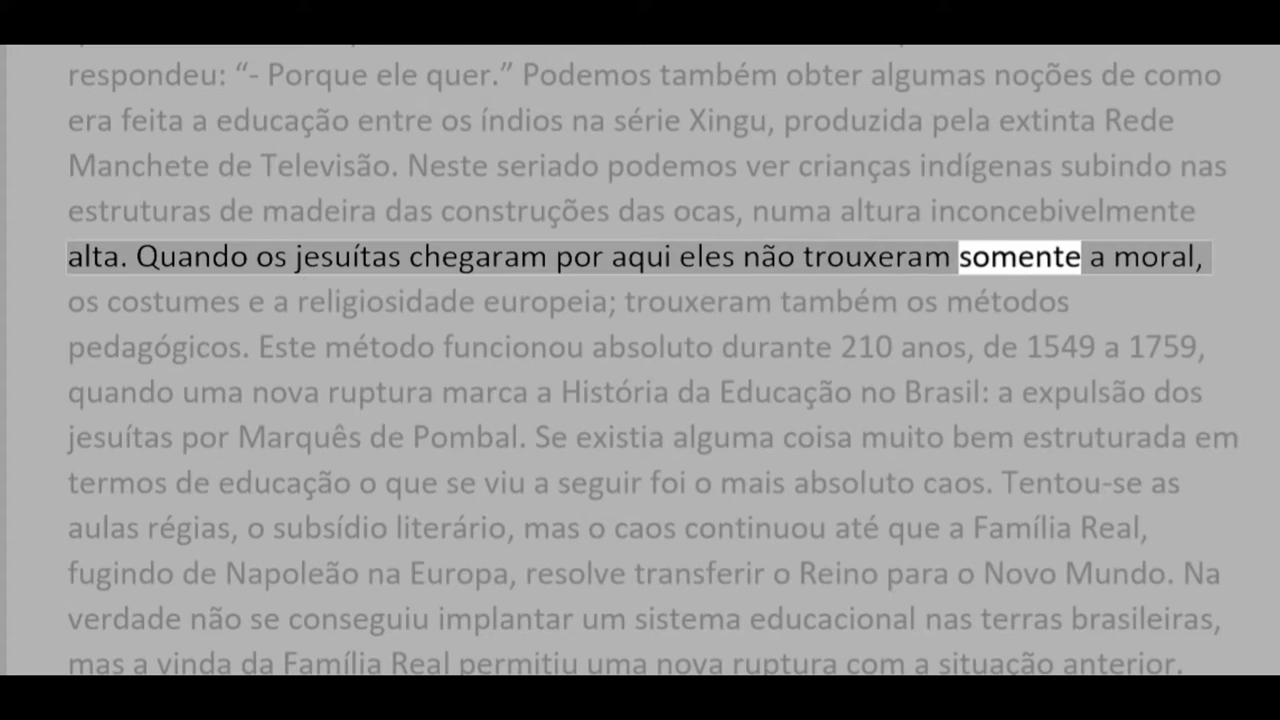 respondeu: “- Porque ele quer.” Podemos também obter algumas noções de como
era feita a educação entre os índios na série Xingu, produzida pela extinta Rede
Manchete de Televisão. Neste seriado podemos ver crianças indígenas subindo nas
estruturas de madeira das construções das ocas, numa altura inconcebivelmente
alta. Quando os jesuítas chegaram por aqui eles não trouxeram somente a moral,
os costumes e a religiosidade europeia; trouxeram também os métodos
pedagógicos. Este método funcionou absoluto durante 210 anos, de 1549 a 1759,
quando uma nova ruptura marca a História da Educação no Brasil: a expulsão dos
jesuítas por Marquês de Pombal. Se existia alguma coisa muito bem estruturada em
termos de educação o que se viu a seguir foi o mais absoluto caos. Tentou-se as
aulas régias, o subsídio literário, mas o caos continuou até que a Família Real,
fugindo de Napoleão na Europa, resolve transferir o Reino para o Novo Mundo. Na
verdade não se conseguiu implantar um sistema educacional nas terras brasileiras,
mas a vinda da Família Real permitiu uma nova ruptura com a situação anterior.